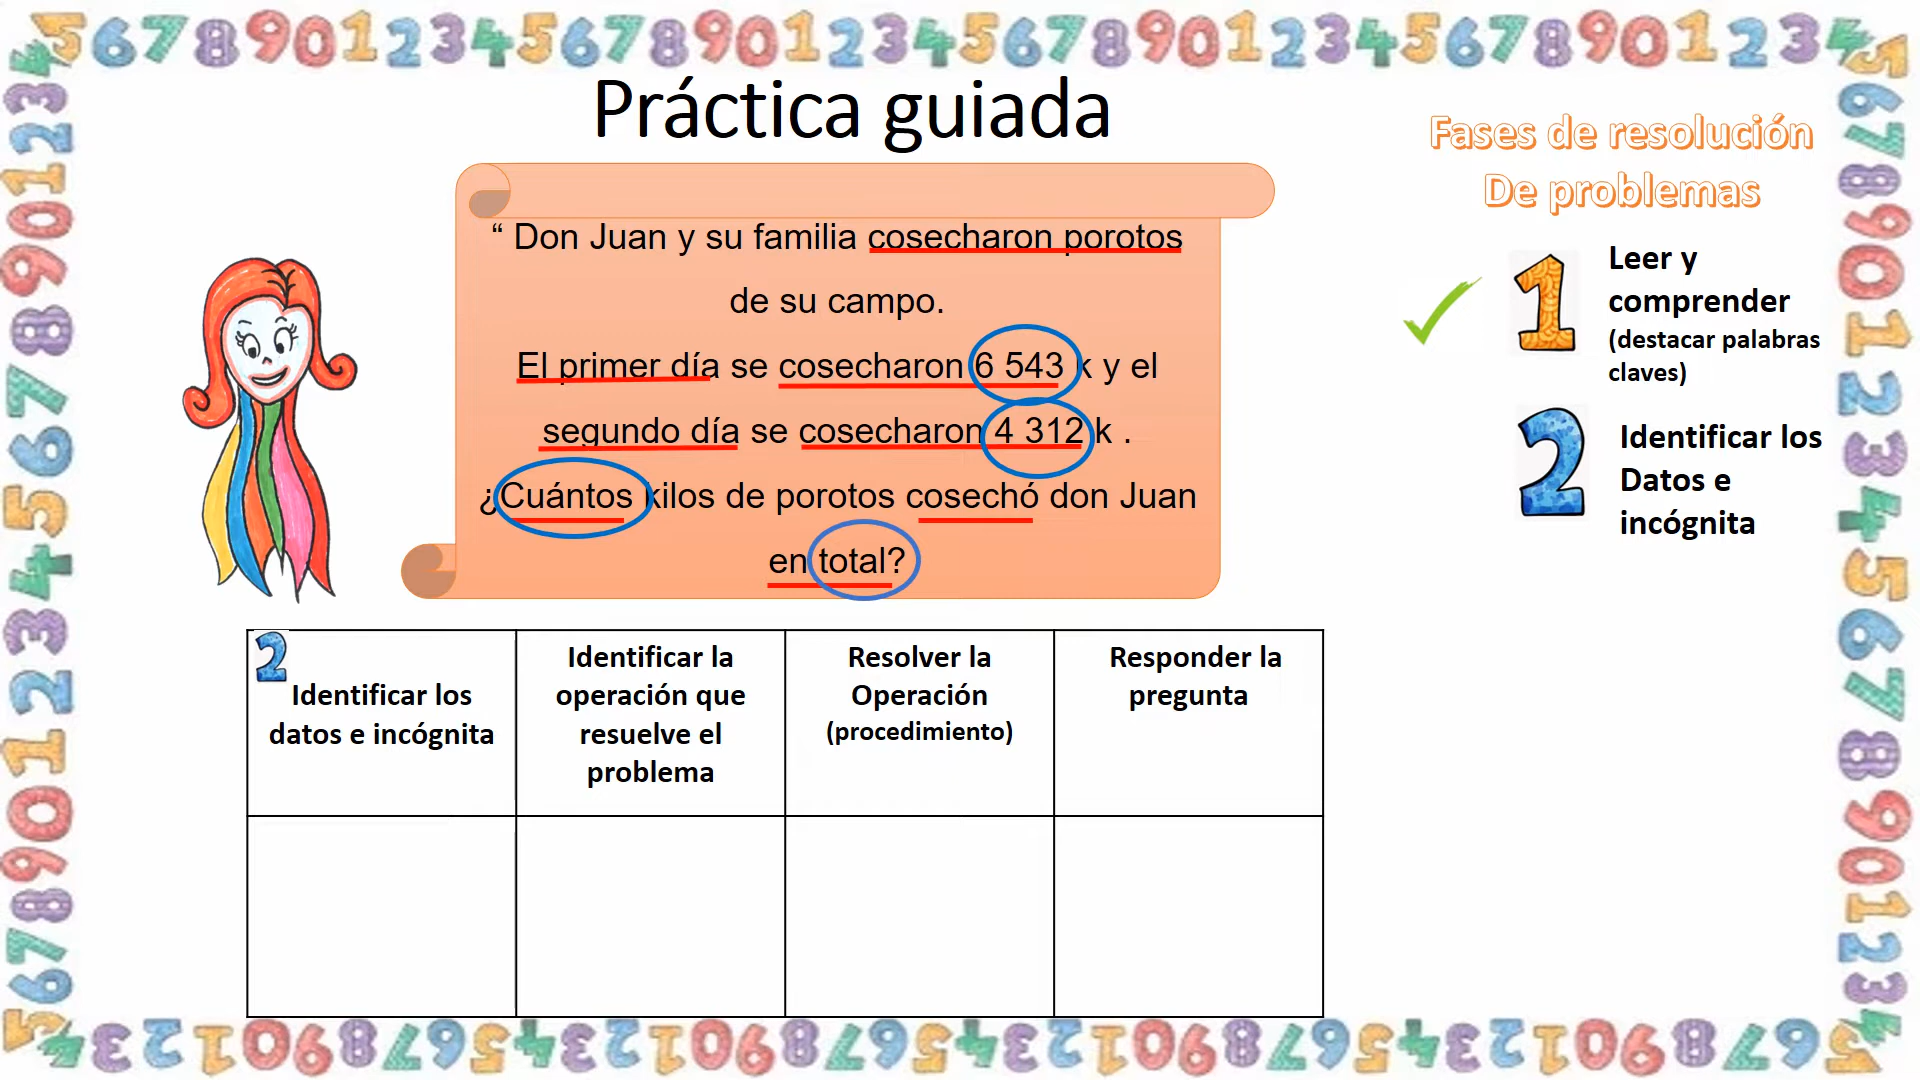 Práctica guiada
“ Don Juan y su familia cosecharon porotos
de su campo.
El primer día se cosecharon 6 543 k y el
segundo día se cosecharon 4 312 k .
¿Cuántos kilos de porotos cosechó don Juan
en total?
Fases de resolución
De problemas
1 Leer y
comprender
(destacar palabras
claves)
2 Identificar los
Datos e
incógnita
2
Identificar los
datos e incógnita
Identificar la
operación que
resuelve el
problema
Resolver la
Operación
(procedimiento)
Responder la
pregunta